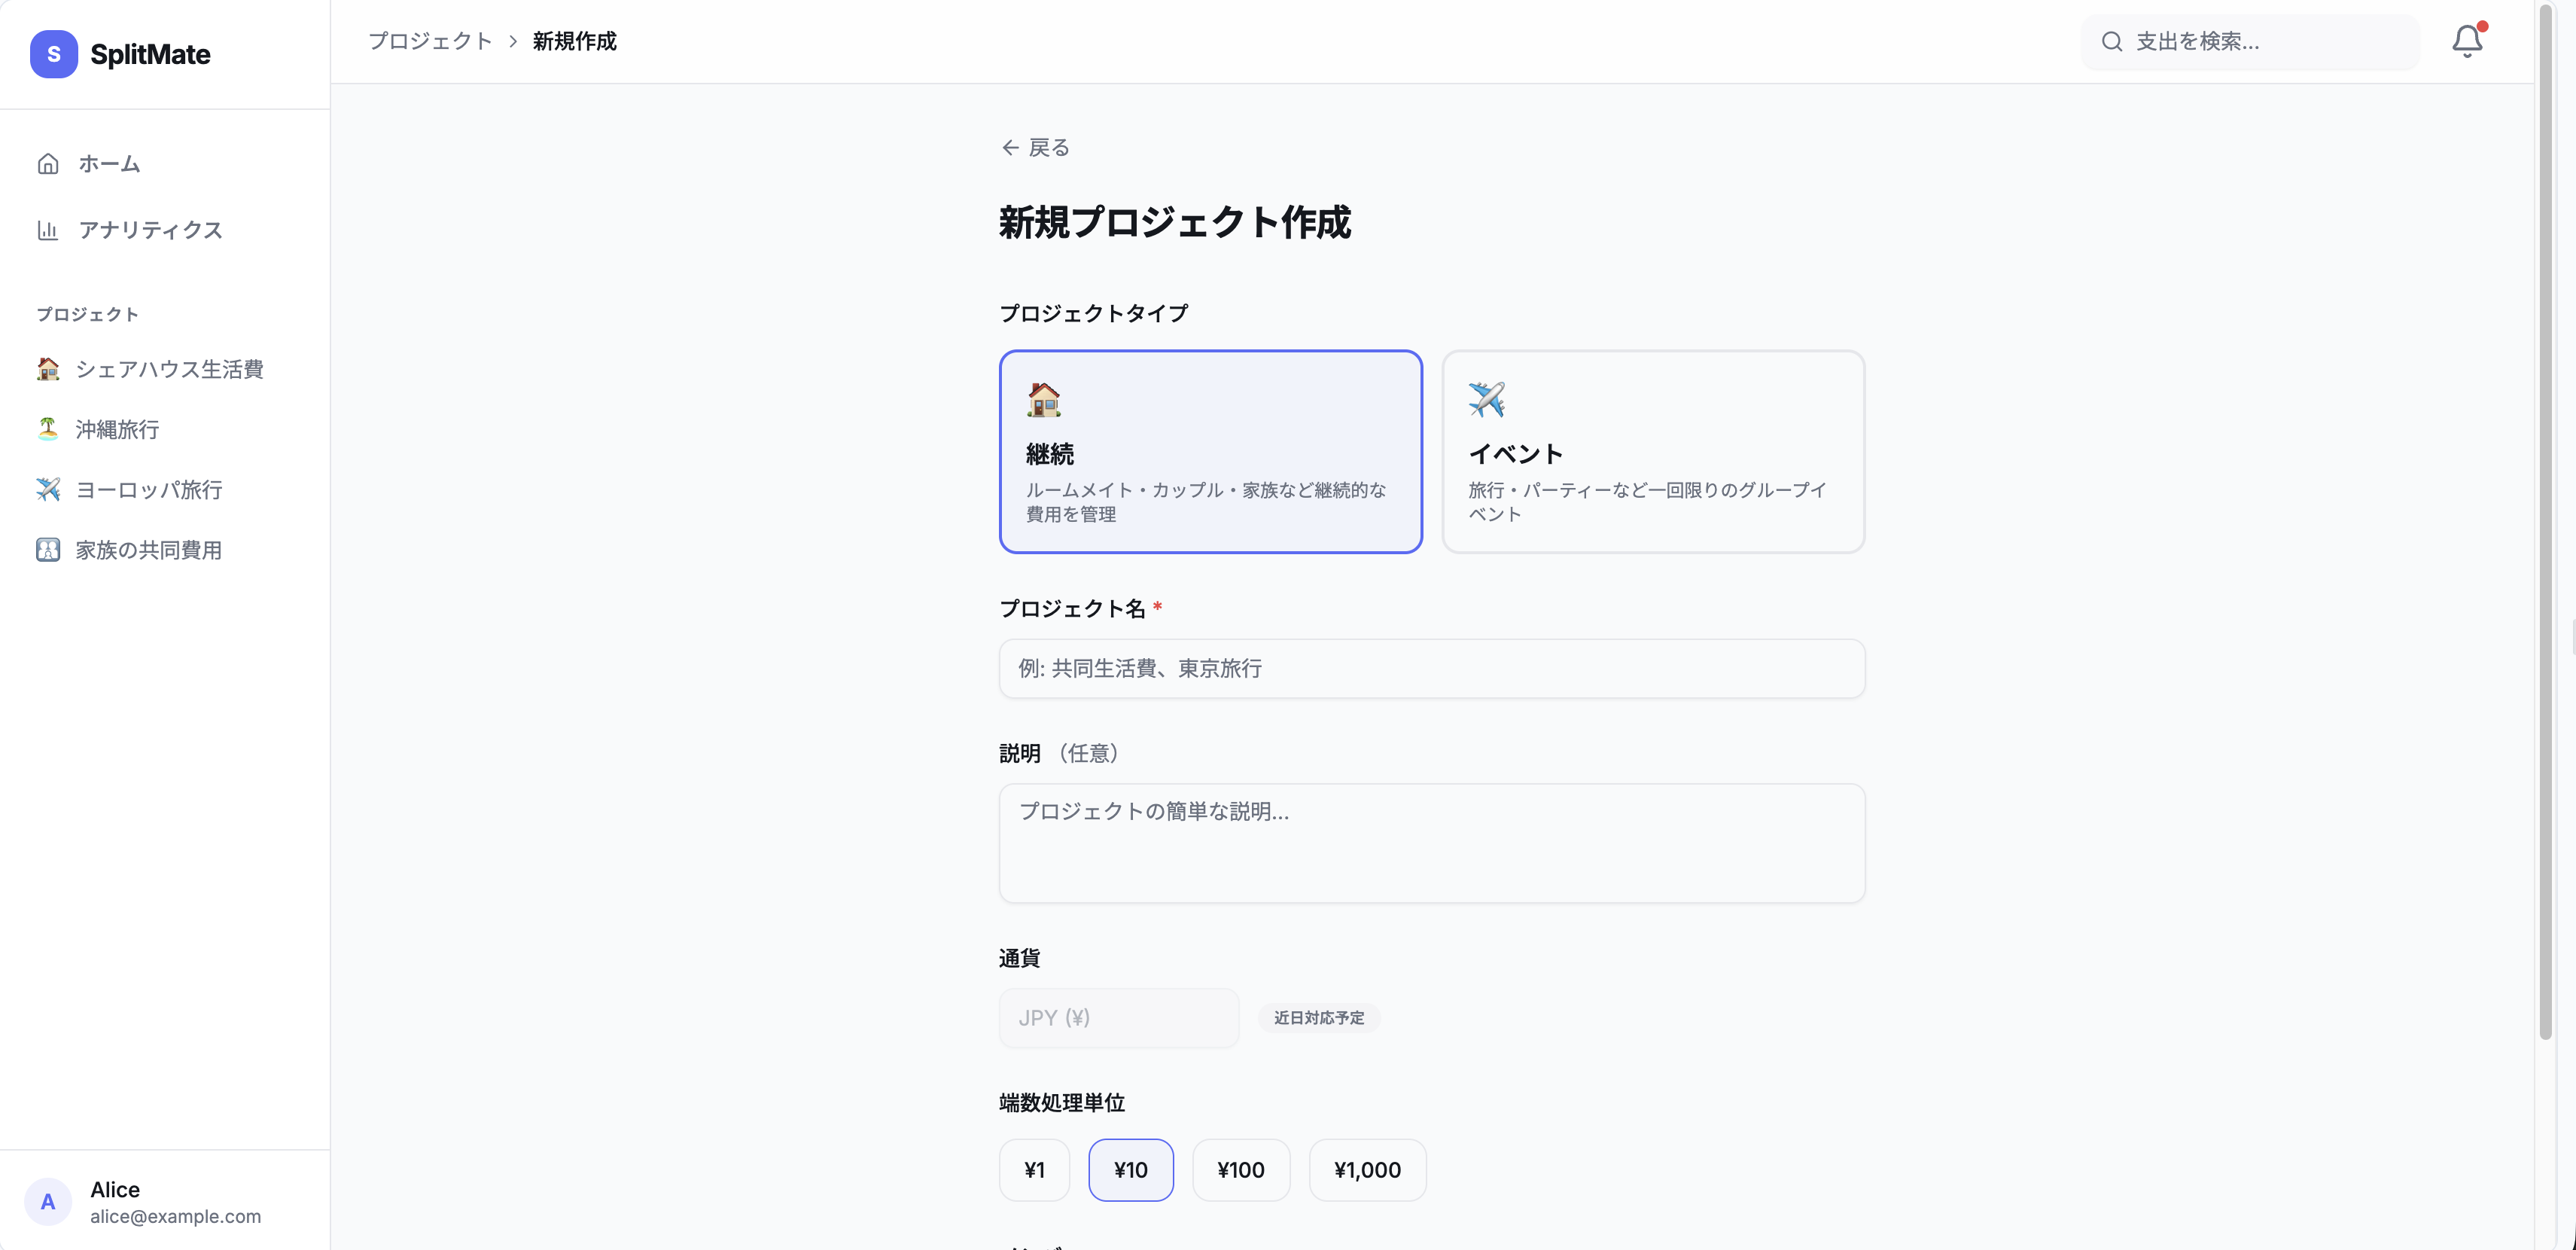 S SplitMate
プロジェクト > 新規作成
支出を検索...
ホーム
アナリティクス
プロジェクト
シェアハウス生活費
沖縄旅行
ヨーロッパ旅行
家族の共同費用
A
Alice
alice@example.com
← 戻る
新規プロジェクト作成
プロジェクトタイプ
継続
ルームメイト・カップル・家族など継続的な
費用を管理
イベント
旅行・パーティーなど一回限りのグループイ
ベント
プロジェクト名 *
例: 共同生活費、東京旅行
説明 （任意）
プロジェクトの簡単な説明...
通貨
JPY (¥) 近日対応予定
端数処理単位
¥1 ¥10 ¥100 ¥1,000